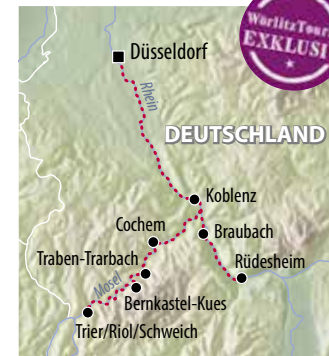 WörlitzTour
EXKLUSI
Düsseldorf
Rhein
DEUTSCHLAND
Koblenz
Cochem
Braubach
Traben-Trarbach
Rüdesheim
Mosel
Bernkastel-Kues
Trier/Riol/Schweich